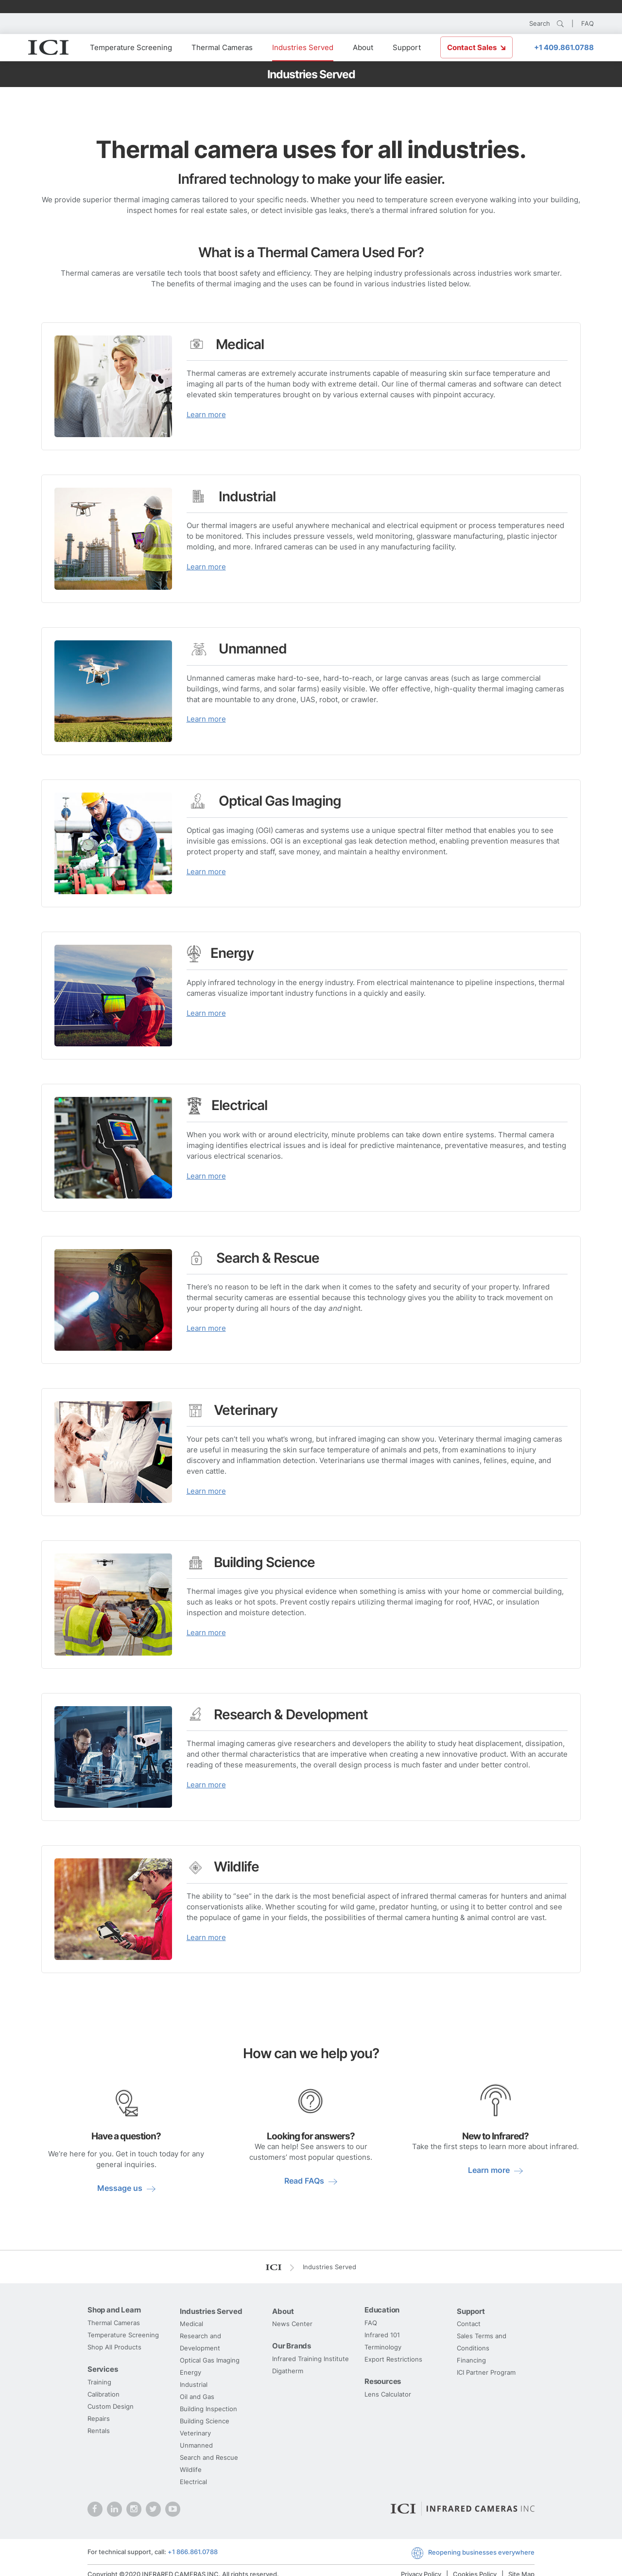 Search | FAQ
ICI Temperature Screening Thermal Cameras Industries Served About Support Contact Sales +1 409.861.0788
Industries Served
Thermal camera uses for all industries.
Infrared technology to make your life easier.
We provide superior thermal imaging cameras tailored to your specific needs. Whether you need to temperature screen everyone walking into your building,
inspect homes for real estate sales, or detect invisible gas leaks, there's a thermal infrared solution for you.
What is a Thermal Camera Used For?
Thermal cameras are versatile tech tools that boost safety and efficiency. They are helping industry professionals across industries work smarter.
The benefits of thermal imaging and the uses can be found in various industries listed below.
Medical
Thermal cameras are extremely accurate instruments capable of measuring skin surface temperature and
imaging all parts of the human body with extreme detail. Our line of thermal cameras and software can detect
elevated skin temperatures brought on by various external causes with pinpoint accuracy.
Learn more
Industrial
Our thermal imagers are useful anywhere mechanical and electrical equipment or process temperatures need
to be monitored. This includes pressure vessels, weld monitoring, glassware manufacturing, plastic injector
molding, and more. Infrared cameras can be used in any manufacturing facility.
Learn more
Unmanned
Unmanned cameras make hard-to-see, hard-to-reach, or large canvas areas (such as large commercial
buildings, wind farms, and solar farms) easily visible. We offer effective, high-quality thermal imaging cameras
that are mountable to any drone, UAS, robot, or crawler.
Learn more
Optical Gas Imaging
Optical gas imaging (OGI) cameras and systems use a unique spectral filter method that enables you to see
invisible gas emissions. OGI is an exceptional gas leak detection method, enabling prevention measures that
protect property and staff, save money, and maintain a healthy environment.
Learn more
Energy
Apply infrared technology in the energy industry. From electrical maintenance to pipeline inspections, thermal
cameras visualize important industry functions in a quickly and easily.
Learn more
Electrical
When you work with or around electricity, minute problems can take down entire systems. Thermal camera
imaging identifies electrical issues and is ideal for predictive maintenance, preventative measures, and testing
various electrical scenarios.
Learn more
Search & Rescue
There's no reason to be left in the dark when it comes to the safety and security of your property. Infrared
thermal security cameras are essential because this technology gives you the ability to track movement on
your property during all hours of the day and night.
Learn more
Veterinary
Your pets can't tell you what's wrong, but infrared imaging can show you. Veterinary thermal imaging cameras
are useful in measuring the skin surface temperature of animals and pets, from examinations to injury
discovery and inflammation detection. Veterinarians use thermal images with canines, felines, equine, and
even cattle.
Learn more
Building Science
Thermal images give you physical evidence when something is amiss with your home or commercial building,
such as leaks or hot spots. Prevent costly repairs utilizing thermal imaging for roof, HVAC, or insulation
inspection and moisture detection.
Learn more
Research & Development
Thermal imaging cameras give researchers and developers the ability to study heat displacement, dissipation,
and other thermal characteristics that are imperative when creating a new innovative product. With an accurate
reading of these measurements, the overall design process is much faster and under better control.
Learn more
Wildlife
The ability to "see" in the dark is the most beneficial aspect of infrared thermal cameras for hunters and animal
conservationists alike. Whether scouting for wild game, predator hunting, or using it to better control and see
the populace of game in your fields, the possibilities of thermal camera hunting & animal control are vast.
Learn more
How can we help you?
Have a question?
We're here for you. Get in touch today for any
general inquiries.
Message us
Looking for answers?
We can help! See answers to our
customers' most popular questions.
Read FAQs
New to Infrared?
Take the first steps to learn more about infrared.
Learn more
ICI Industries Served
Shop and Learn
Thermal Cameras
Temperature Screening
Shop All Products
Services
Training
Calibration
Custom Design
Repairs
Rentals
Industries Served
Medical
Research and
Development
Optical Gas Imaging
Energy
Industrial
Oil and Gas
Building Inspection
Building Science
Veterinary
Unmanned
Search and Rescue
Wildlife
Electrical
About
News Center
Our Brands
Infrared Training Institute
Digatherm
Education
FAQ
Infrared 101
Terminology
Export Restrictions
Resources
Lens Calculator
Support
Contact
Sales Terms and
Conditions
Financing
ICI Partner Program
ICI INFRARED CAMERAS INC
For technical support, call: +1 866.861.0788
Reopening businesses everywhere
Copyright ©2020 INFRARED CAMERAS INC. All rights reserved.
Privacy Policy | Cookies Policy | Site Map